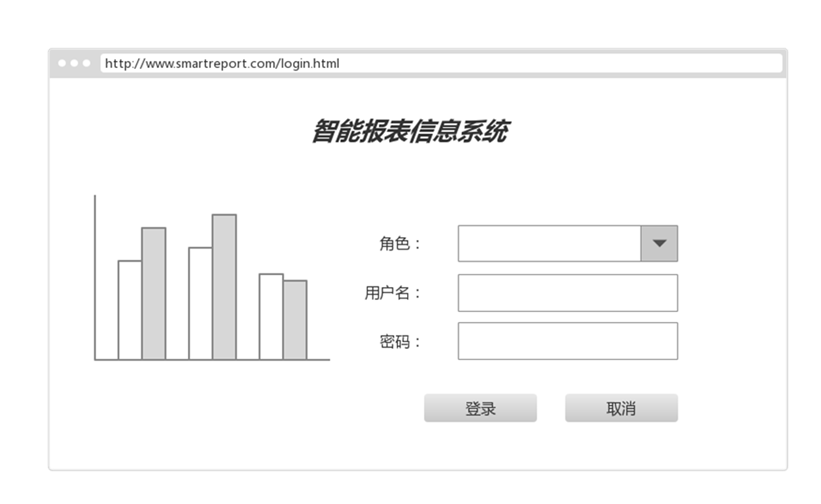 http://www.smartreport.com/login.html
智能报表信息系统
角色：
用户名：
密码：
登录
取消